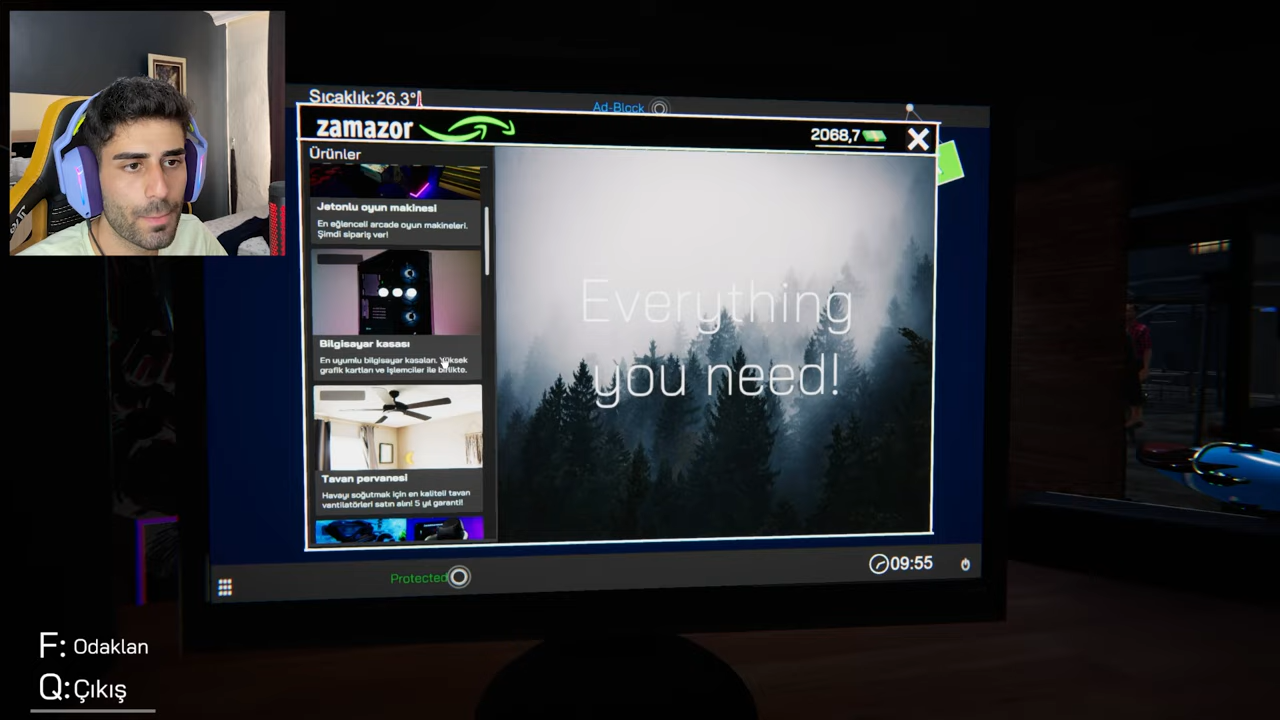 Sıcaklık:26.3°
Ad-Block
zamazor
2068,7
Ürünler
Jetonlu oyun makinesi
En eğlenceli arcade oyun makineleri.
Şimdi sipariş ver!
Bilgisayar kasası
En uyumlu bilgisayar kasaları. Yüksek
grafik kartları ve işlemciler ile birlikte.
Tavan pervanesi
Havayı soğutmak için en kaliteli tavan
ventilatörleri satın alın! 5 yıl garanti!
Everything
you need!
Protected
09:55
F: Odaklan
Q: Çıkış